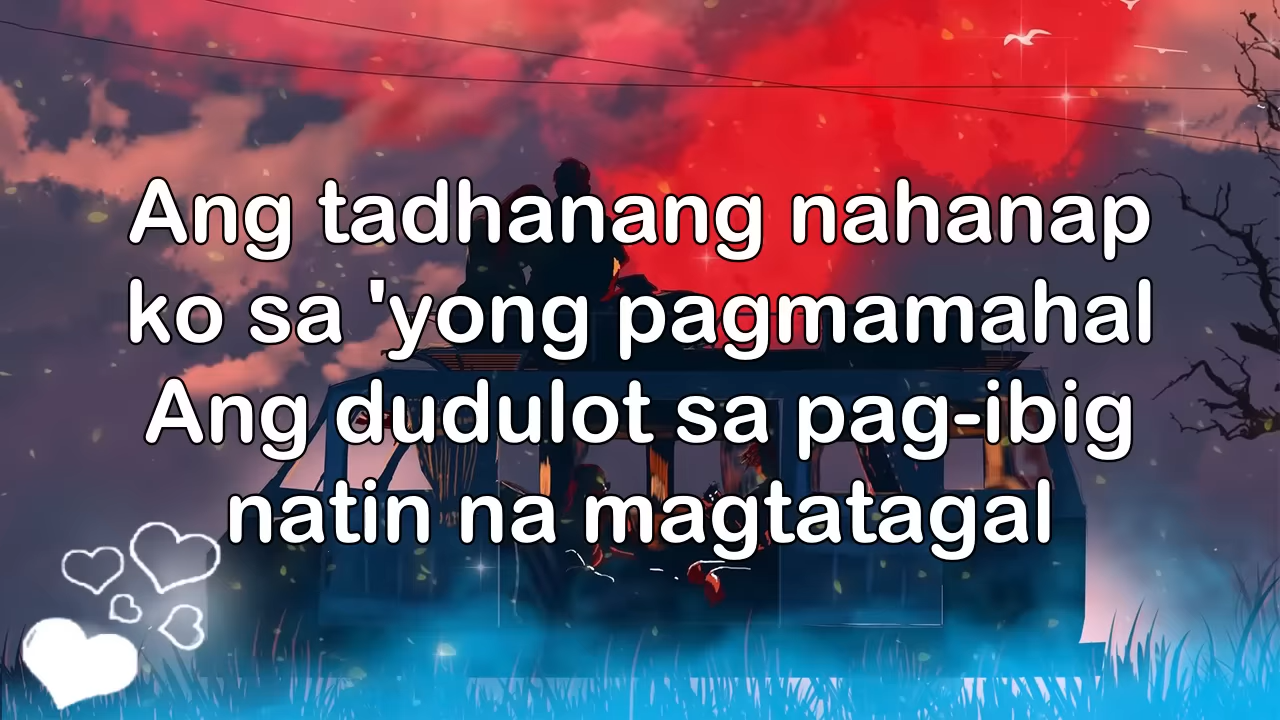 Ang tadhanang nahanap
ko sa 'yong pagmamahal
Ang dudulot sa pag-ibig
natin na magtatagal